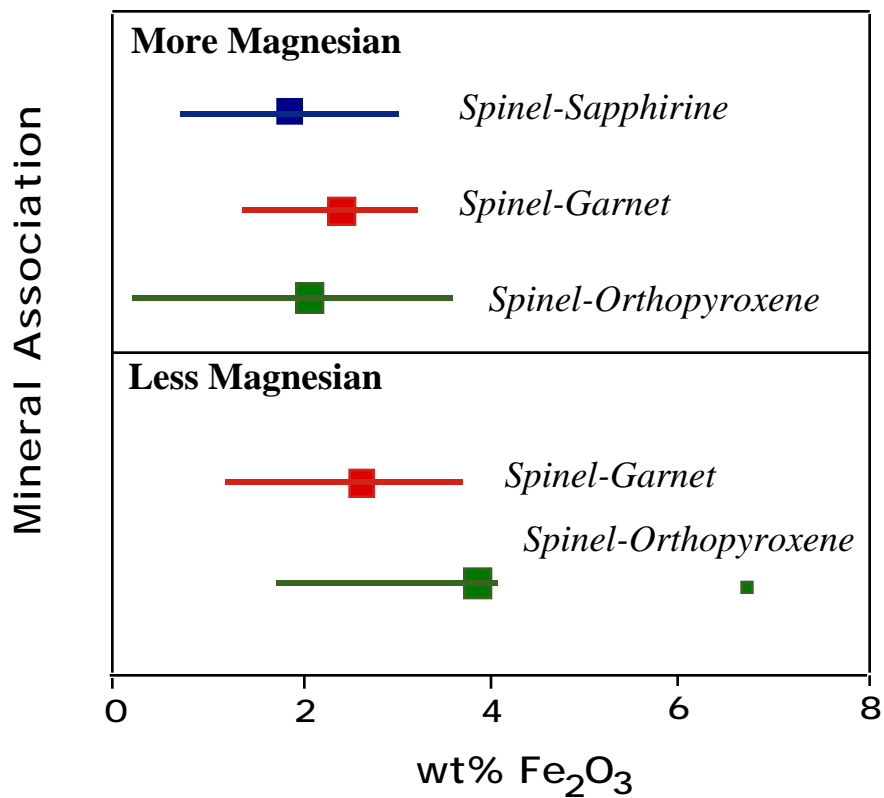 Mineral Association
More Magnesian
Spinel-Sapphirine
Spinel-Garnet
Spinel-Orthopyroxene
Less Magnesian
Spinel-Garnet
Spinel-Orthopyroxene
0 2 4 6 8
wt% Fe₂O₃